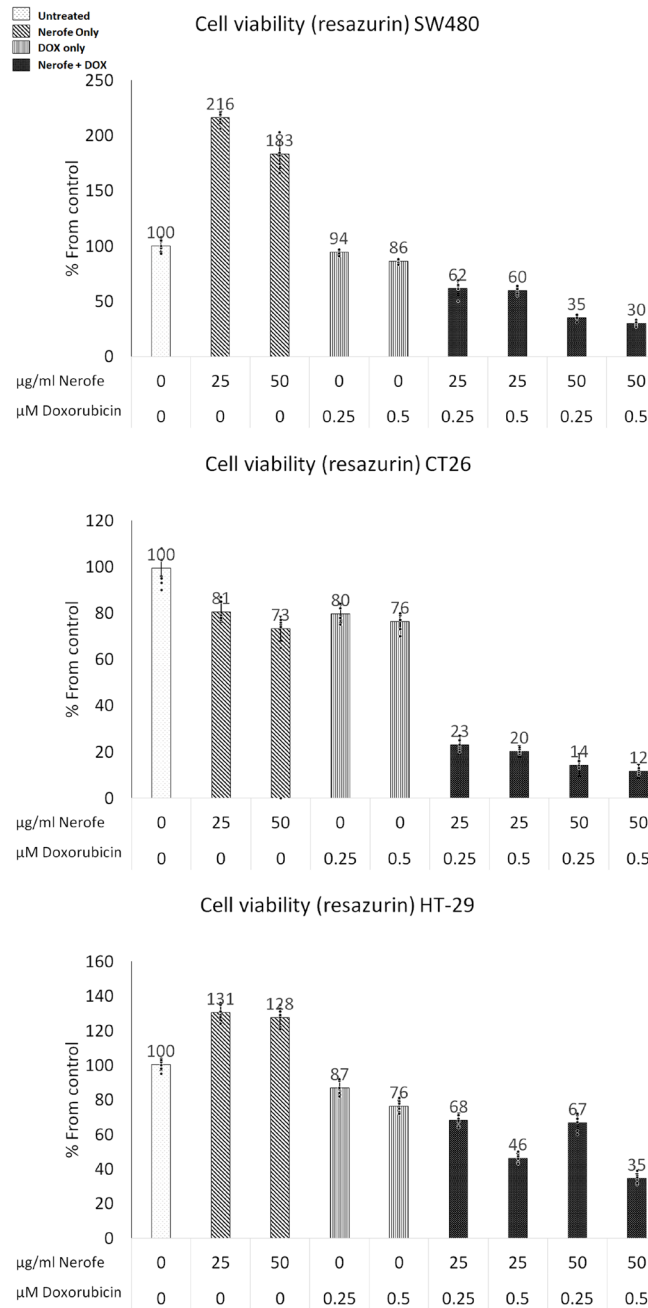 Untreated
Nerofe Only
DOX only
Nerofe + DOX
Cell viability (resazurin) SW480
% From control
250
200
150
100
50
0
100 216 183 94 86 62 60 35 30
µg/ml Nerofe 0 25 50 0 0 25 25 50 50
µM Doxorubicin 0 0 0 0.25 0.5 0.25 0.5 0.25 0.5
Cell viability (resazurin) CT26
% From control
120
100
80
60
40
20
0
100 81 73 80 76 23 20 14 12
µg/ml Nerofe 0 25 50 0 0 25 25 50 50
µM Doxorubicin 0 0 0 0.25 0.5 0.25 0.5 0.25 0.5
Cell viability (resazurin) HT-29
% From control
160
140
120
100
80
60
40
20
0
100 131 128 87 76 68 46 67 35
µg/ml Nerofe 0 25 50 0 0 25 25 50 50
µM Doxorubicin 0 0 0 0.25 0.5 0.25 0.5 0.25 0.5